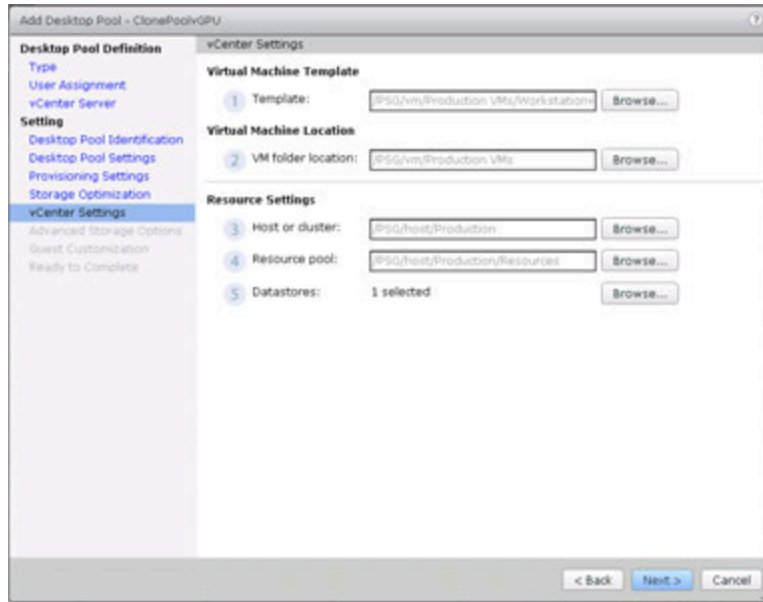 Add Desktop Pool - ClonePoolvGPU
?
Desktop Pool Definition
Type
User Assignment
vCenter Server
Setting
Desktop Pool Identification
Desktop Pool Settings
Provisioning Settings
Storage Optimization
vCenter Settings
Advanced Storage Options
Guest Customization
Ready to Complete
vCenter Settings
Virtual Machine Template
1 Template: /PSG/vm/Production VMs/Workstation Browse...
Virtual Machine Location
2 VM folder location: /PSG/vm/Production VMs Browse...
Resource Settings
3 Host or cluster: /PSG/host/Production Browse...
4 Resource pool: /PSG/host/Production/Resources Browse...
5 Datastores: 1 selected Browse...
< Back Next > Cancel